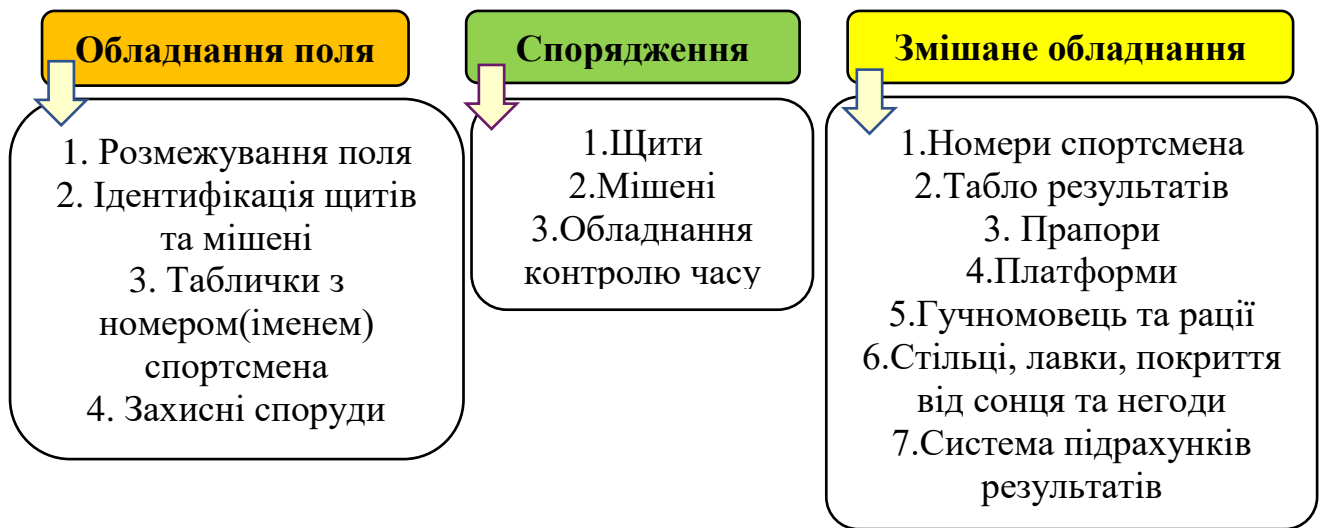 Обладнання поля
1. Розмежування поля
2. Ідентифікація щитів
та мішені
3. Таблички з
номером(іменем)
спортсмена
4. Захисні споруди
Спорядження
1.Щити
2.Мішені
3.Обладнання
контролю часу
Змішане обладнання
1.Номери спортсмена
2.Табло результатів
3. Прапори
4.Платформи
5.Гучномовець та рації
6.Стільці, лавки, покриття
від сонця та негоди
7.Система підрахунків
результатів